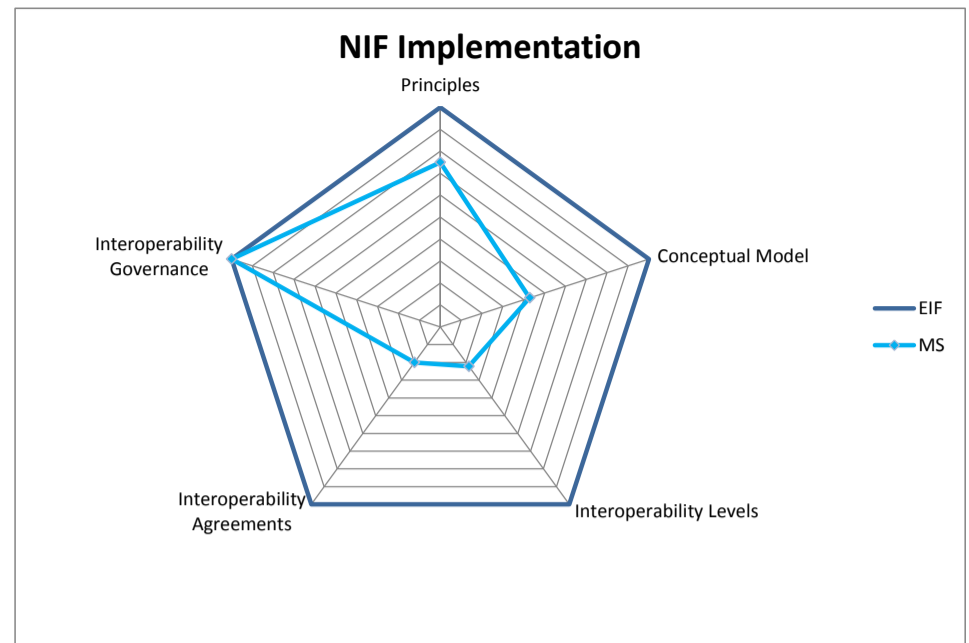 NIF Implementation
Principles
Interoperability
Governance
Conceptual Model
EIF
MS
Interoperability
Agreements
Interoperability Levels